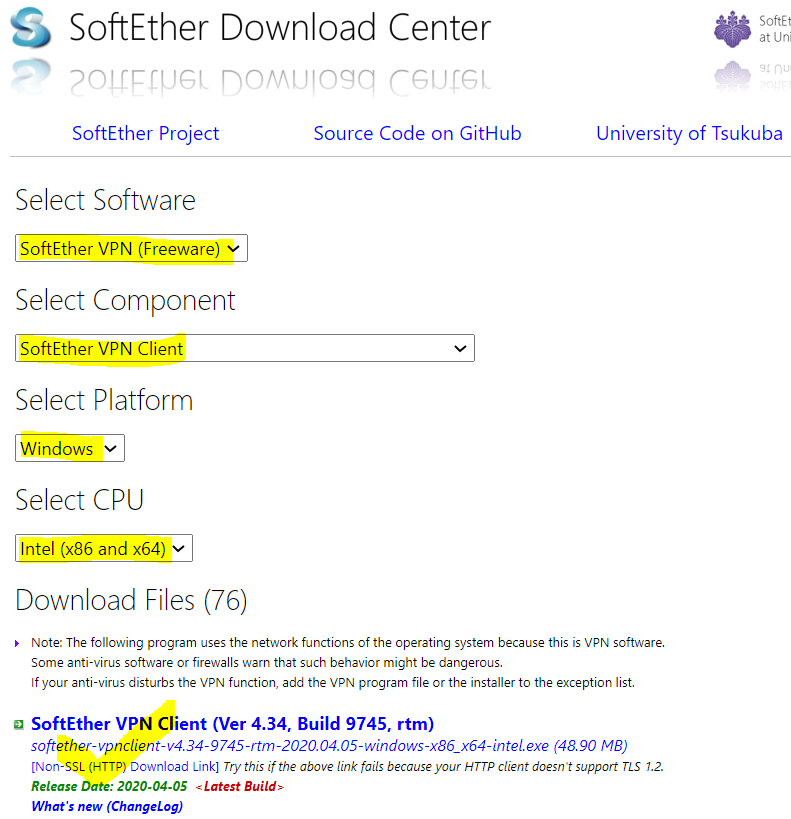 SoftEther Download Center
SoftEt
at Uni
SoftEther Project Source Code on GitHub University of Tsukuba
Select Software
SoftEther VPN (Freeware)
Select Component
SoftEther VPN Client
Select Platform
Windows
Select CPU
Intel (x86 and x64)
Download Files (76)
Note: The following program uses the network functions of the operating system because this is VPN software.
Some anti-virus software or firewalls warn that such behavior might be dangerous.
If your anti-virus disturbs the VPN function, add the VPN program file or the installer to the exception list.
SoftEther VPN Client (Ver 4.34, Build 9745, rtm)
softether-vpnclient-v4.34-9745-rtm-2020.04.05-windows-x86_x64-intel.exe (48.90 MB)
[Non-SSL (HTTP) Download Link] Try this if the above link fails because your HTTP client doesn't support TLS 1.2.
Release Date: 2020-04-05 <Latest Build>
What's new (ChangeLog)